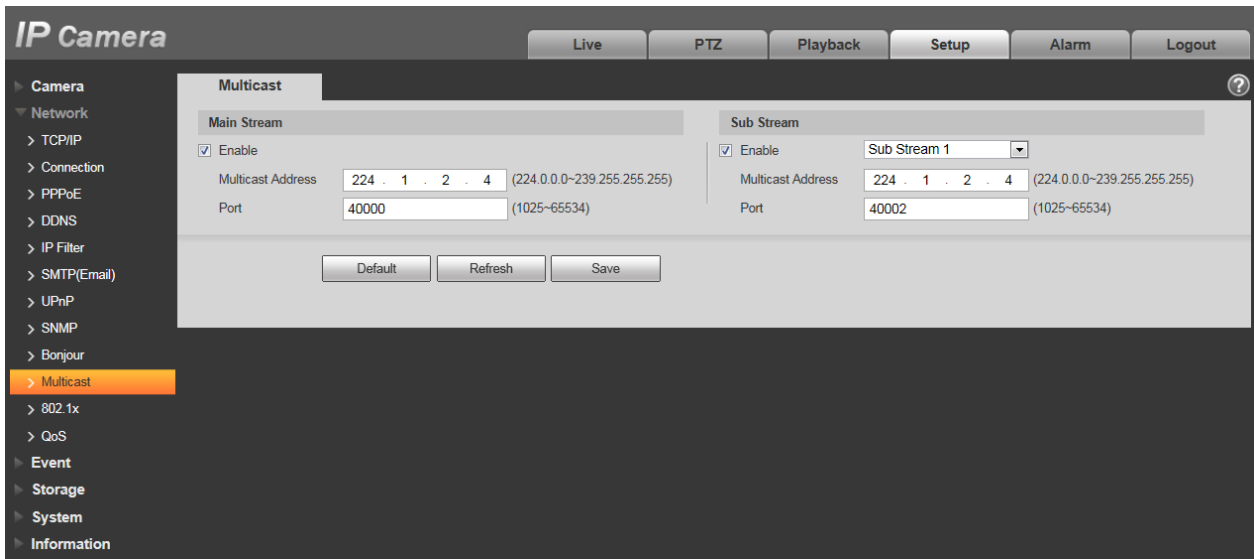 IP Camera
Live PTZ Playback Setup Alarm Logout
Camera
Network
> TCP/IP
> Connection
> PPPoE
> DDNS
> IP Filter
> SMTP(Email)
> UPnP
> SNMP
> Bonjour
> Multicast
> 802.1x
> QoS
Event
Storage
System
Information
Multicast ?
Main Stream
Enable
Multicast Address 224 . 1 . 2 . 4 (224.0.0.0~239.255.255.255)
Port 40000 (1025~65534)
Sub Stream
Enable Sub Stream 1
Multicast Address 224 . 1 . 2 . 4 (224.0.0.0~239.255.255.255)
Port 40002 (1025~65534)
Default Refresh Save